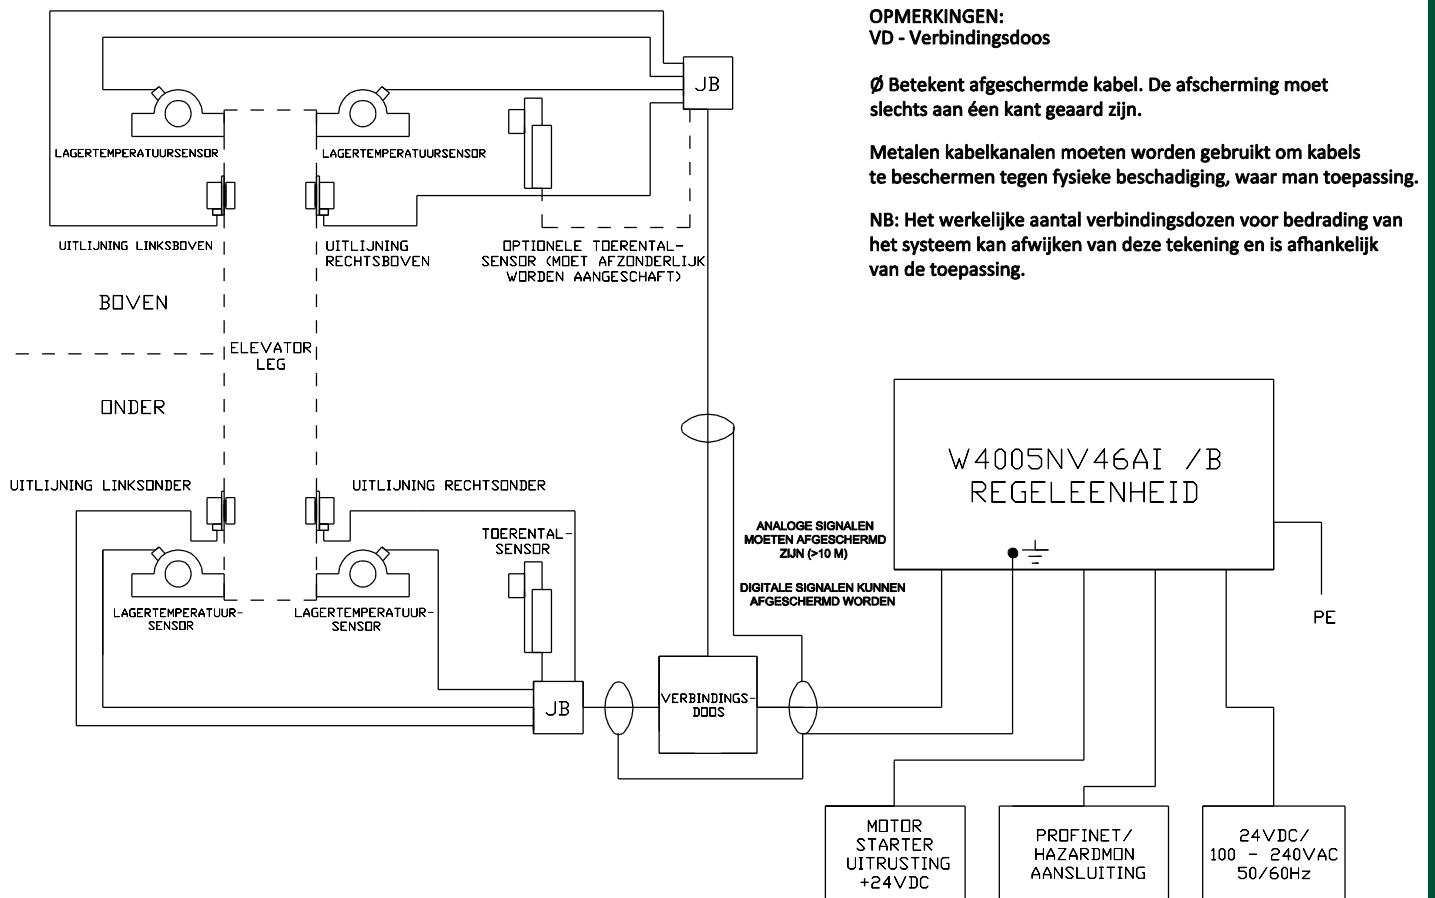 OPMERKINGEN:
VD - Verbindingsdoos
Ø Betekent afgeschermde kabel. De afscherming moet
slechts aan éen kant geaard zijn.
Metalen kabelkanalen moeten worden gebruikt om kabels
te beschermen tegen fysieke beschadiging, waar man toepassing.
NB: Het werkelijke aantal verbindingsdozen voor bedrading van
het systeem kan afwijken van deze tekening en is afhankelijk
van de toepassing.
JB
LAGERTEMPERATUURSENSOR
LAGERTEMPERATUURSENSOR
UITLIJNING LINKSBOVEN
UITLIJNING
RECHTSBOVEN
OPTIONELE TOERENTAL-
SENSOR (MOET AFZONDERLIJK
WORDEN AANGESCHAFT)
BOVEN
ELEVATOR
LEG
ONDER
UITLIJNING LINKSONDER
UITLIJNING RECHTSONDER
TOERENTAL-
SENSOR
LAGERTEMPERATUUR-
SENSOR
LAGERTEMPERATUUR-
SENSOR
JB
VERBINDINGS-
DOOS
ANALOGE SIGNALEN
MOETEN AFGESCHERMD
ZIJN (>10 M)
DIGITALE SIGNALEN KUNNEN
AFGESCHERMD WORDEN
W4005NV46AI /B
REGELEENHEID
PE
MOTOR
STARTER
UITRUSTING
+24VDC
PROFINET/
HAZARDMON
AANSLUITING
24VDC/
100 - 240VAC
50/60Hz